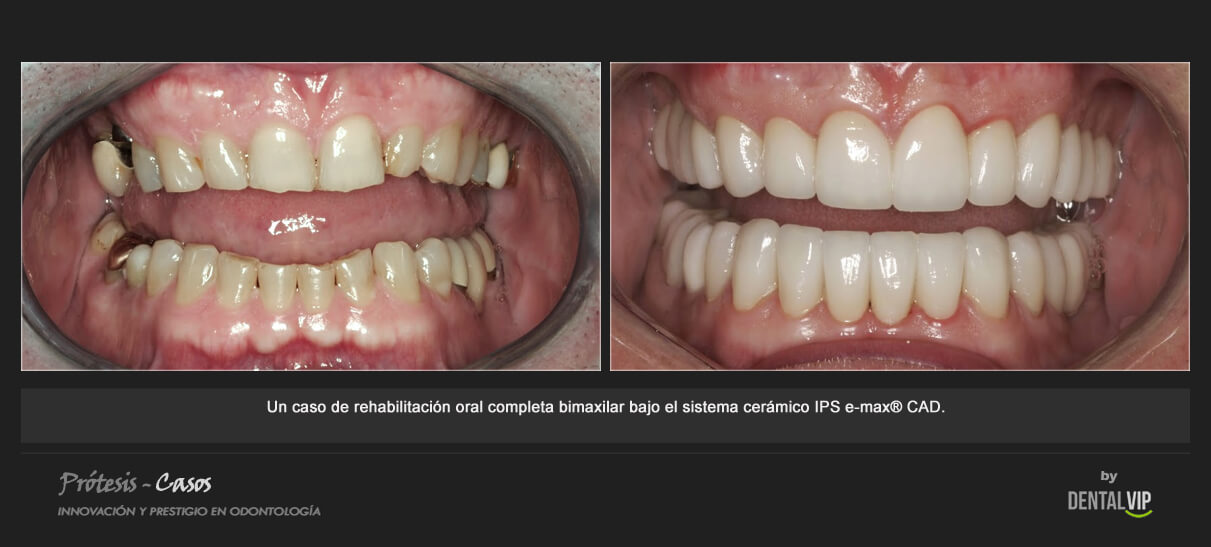 Un caso de rehabilitación oral completa bimaxilar bajo el sistema cerámico IPS e-max® CAD.
Prótesis - Casos
INNOVACIÓN Y PRESTIGIO EN ODONTOLOGÍA
by
DENTALVIP